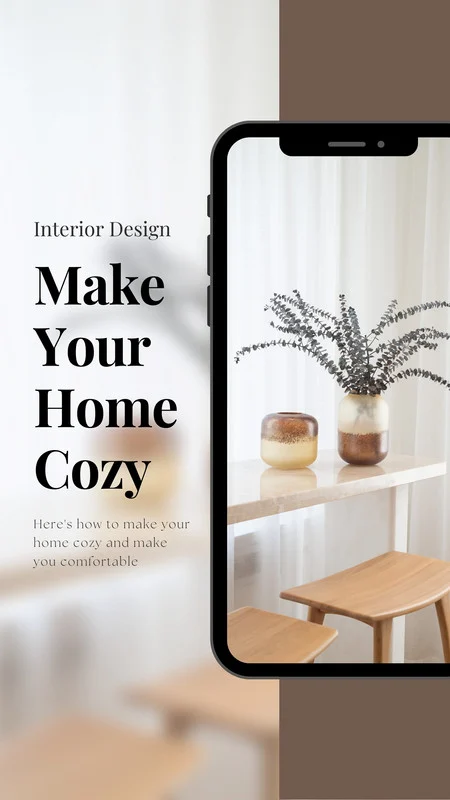 Interior Design
Make
Your
Home
Cozy
Here's how to make your
home cozy and make
you comfortable